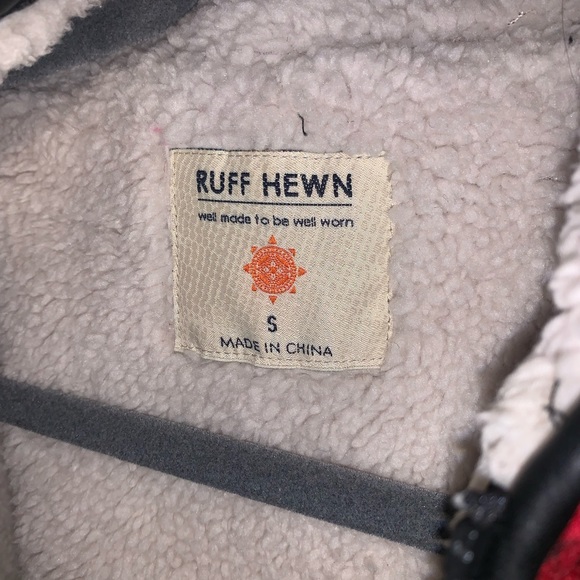 RUFF HEWN
well made to be well worn
S
MADE IN CHINA